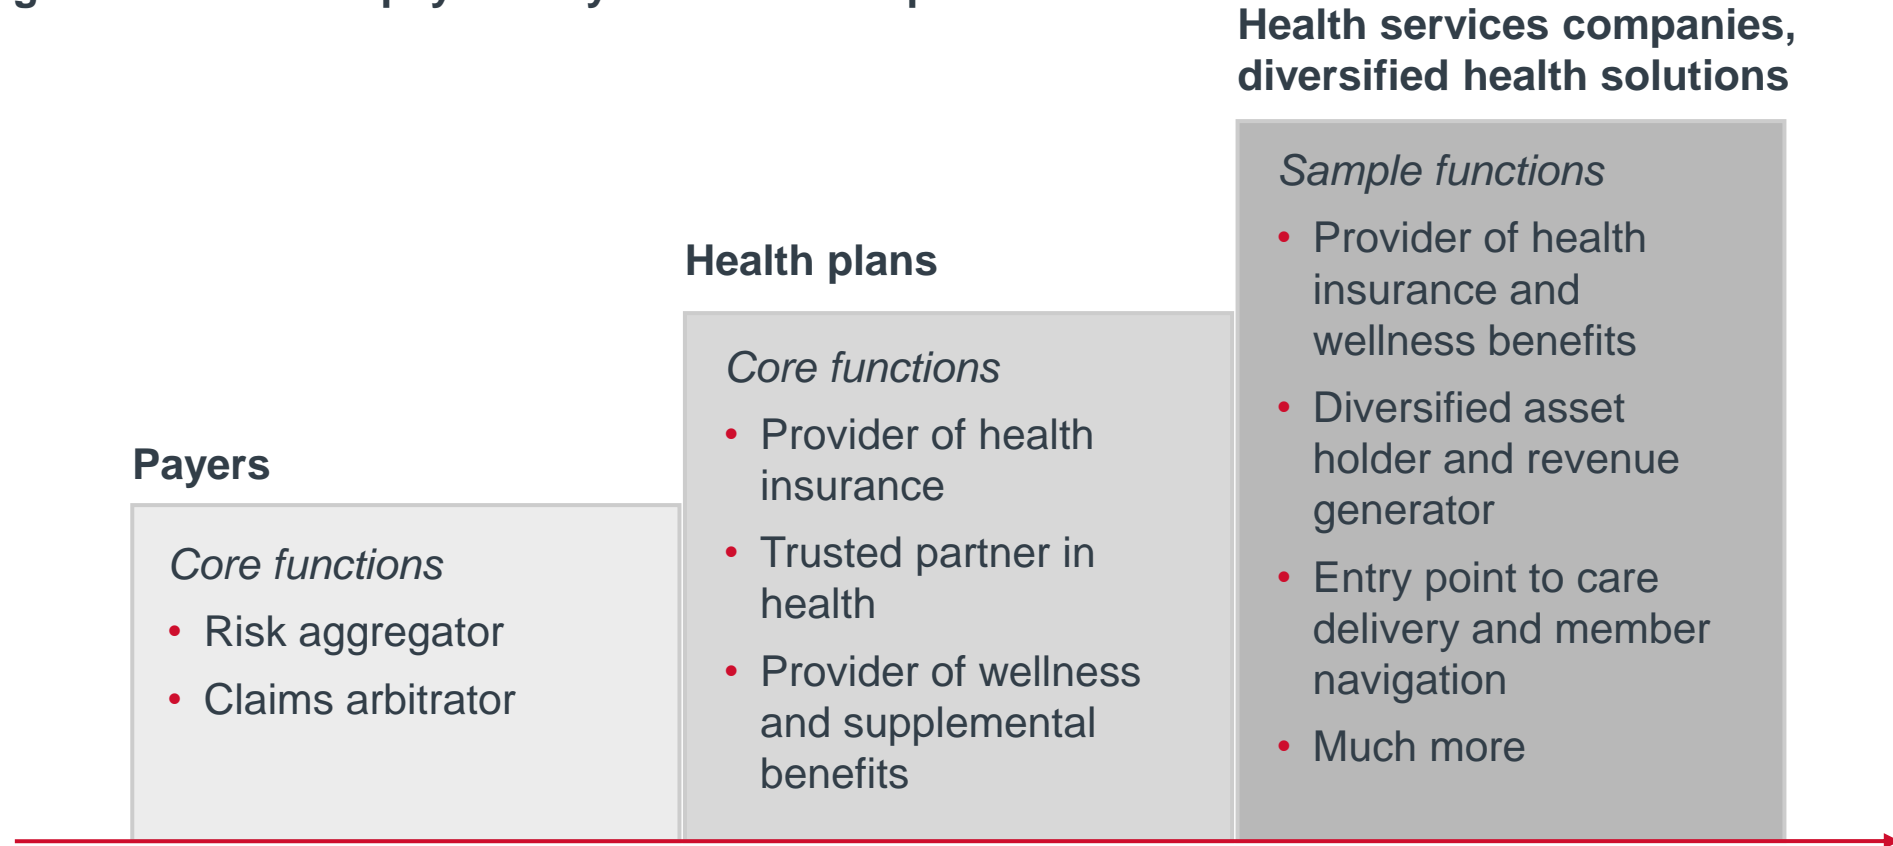 Health services companies,
diversified health solutions
Sample functions
• Provider of health
insurance and
wellness benefits
• Diversified asset
holder and revenue
generator
• Entry point to care
delivery and member
navigation
• Much more
Health plans
Core functions
• Provider of health
insurance
• Trusted partner in
health
• Provider of wellness
and supplemental
benefits
Payers
Core functions
• Risk aggregator
• Claims arbitrator